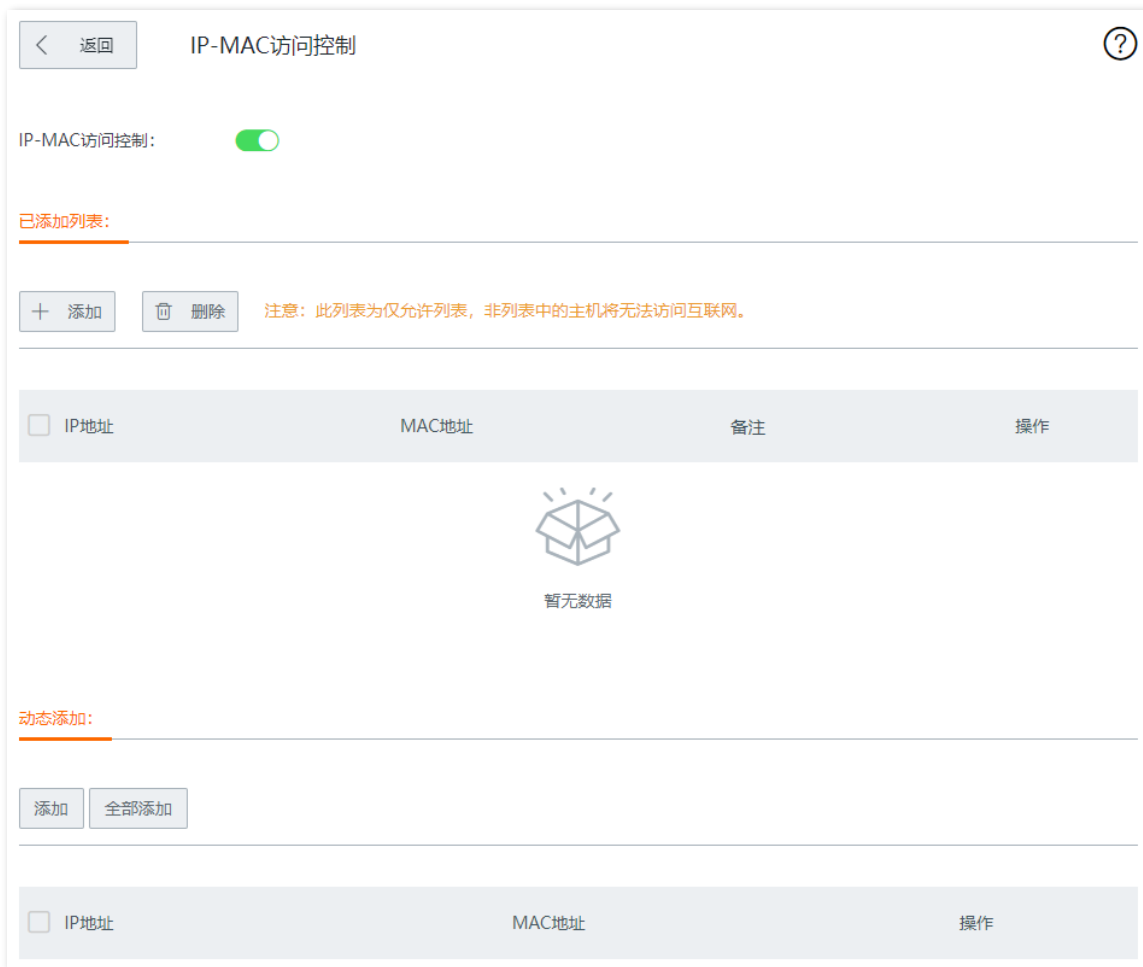 返回 IP-MAC访问控制
IP-MAC访问控制：
已添加列表：
添加 删除 注意：此列表为仅允许列表，非列表中的主机将无法访问互联网。
IP地址 MAC地址 备注 操作
暂无数据
动态添加：
添加 全部添加
IP地址 MAC地址 操作